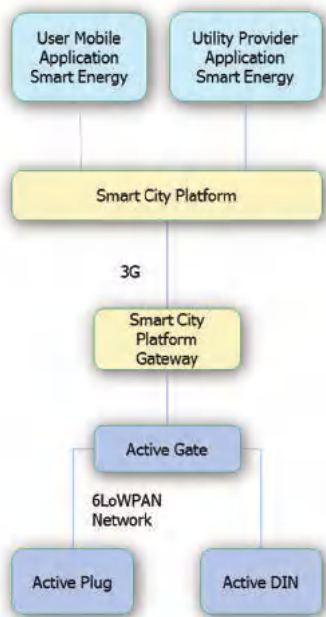 User Mobile
Application
Smart Energy
Utility Provider
Application
Smart Energy
Smart City Platform
3G
Smart City
Platform
Gateway
Active Gate
6LoWPAN
Network
Active Plug
Active DIN